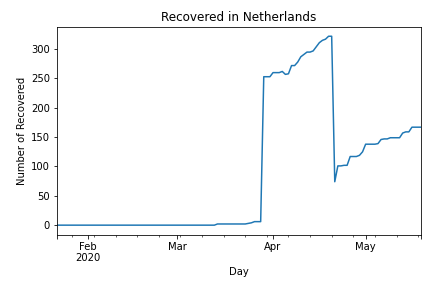 Recovered in Netherlands
Number of Recovered
300
250
200
150
100
50
0
Feb
2020
Mar
Apr
May
Day